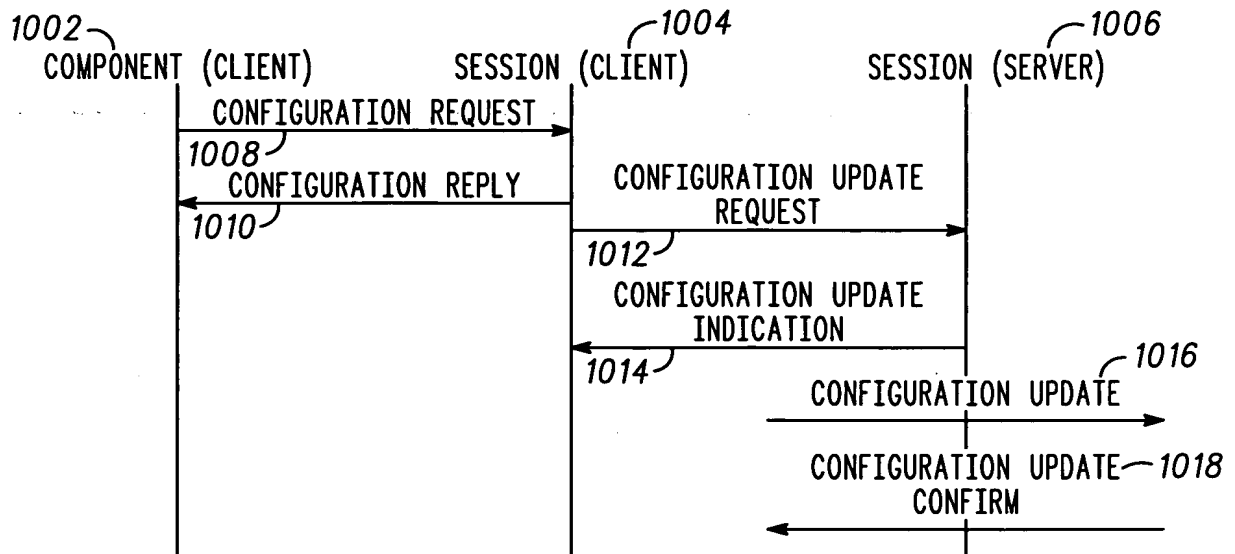 1002 1004 1006
COMPONENT (CLIENT) SESSION (CLIENT) SESSION (SERVER)
CONFIGURATION REQUEST
1008
CONFIGURATION REPLY
1010
CONFIGURATION UPDATE
REQUEST
1012
CONFIGURATION UPDATE
INDICATION
1014
1016
CONFIGURATION UPDATE
CONFIGURATION UPDATE 1018
CONFIRM